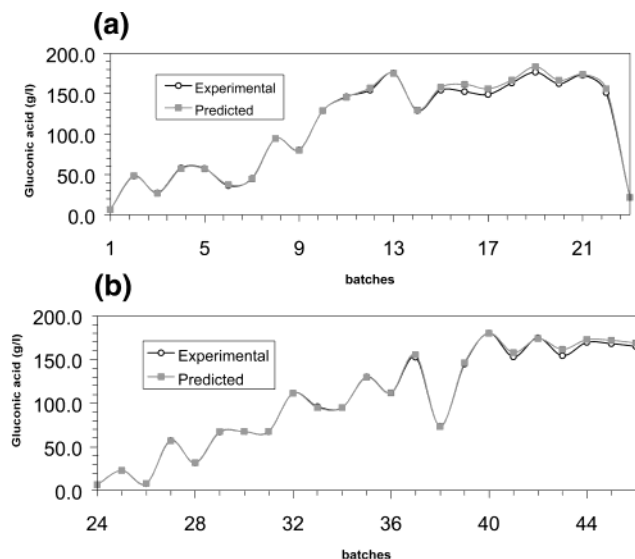 (a)
200.0
150.0
100.0
50.0
0.0
Gluconic acid (g/l)
Experimental
Predicted
1 5 9 13 17 21
batches
(b)
200.0
150.0
100.0
50.0
0.0
Gluconic acid (g/l)
Experimental
Predicted
24 28 32 36 40 44
batches